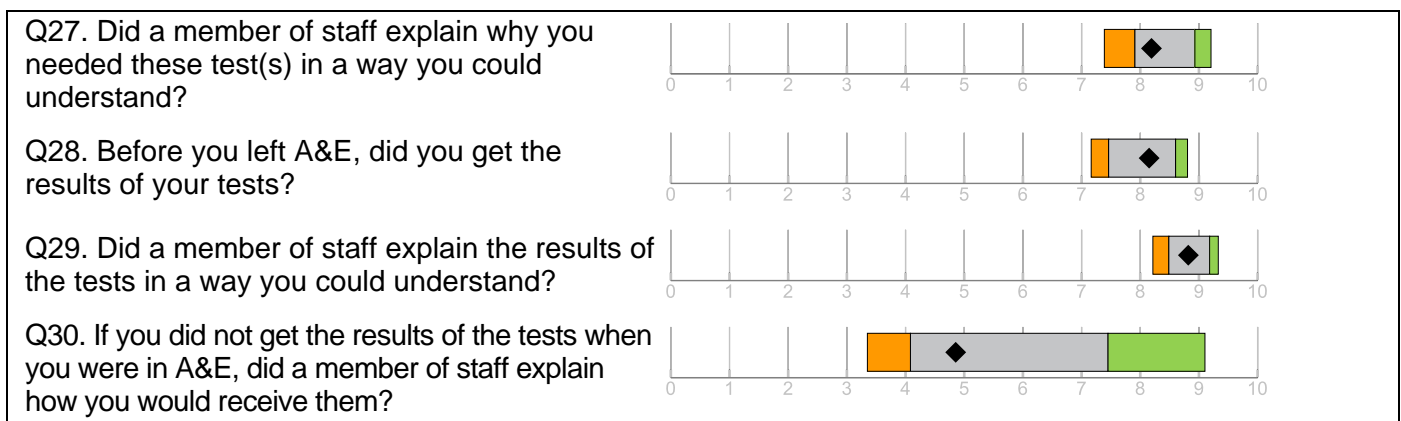 Q27. Did a member of staff explain why you
needed these test(s) in a way you could
understand?
0 1 2 3 4 5 6 7 8 9 10
Q28. Before you left A&E, did you get the
results of your tests?
0 1 2 3 4 5 6 7 8 9 10
Q29. Did a member of staff explain the results of
the tests in a way you could understand?
0 1 2 3 4 5 6 7 8 9 10
Q30. If you did not get the results of the tests when
you were in A&E, did a member of staff explain
how you would receive them?
0 1 2 3 4 5 6 7 8 9 10